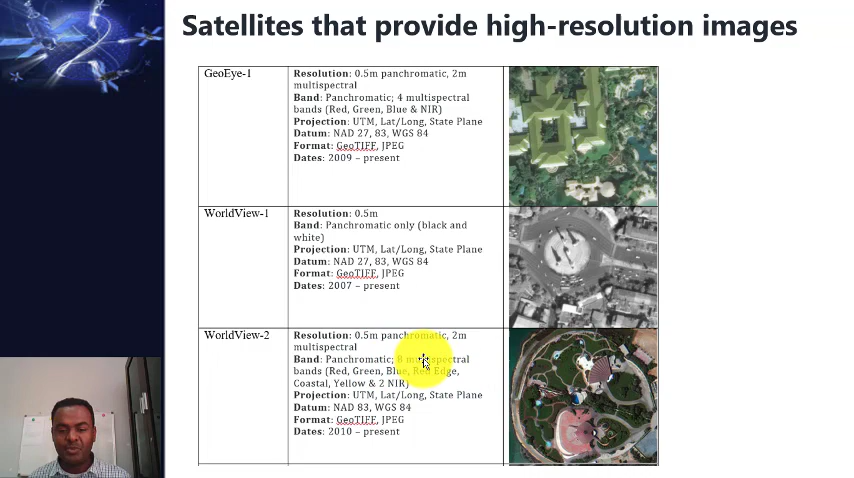 Satellites that provide high-resolution images
GeoEye-1
Resolution: 0.5m panchromatic, 2m
multispectral
Band: Panchromatic; 4 multispectral
bands (Red, Green, Blue & NIR)
Projection: UTM, Lat/Long, State Plane
Datum: NAD 27, 83, WGS 84
Format: GeoTIFF, JPEG
Dates: 2009 – present
WorldView-1
Resolution: 0.5m
Band: Panchromatic only (black and
white)
Projection: UTM, Lat/Long, State Plane
Datum: NAD 27, 83, WGS 84
Format: GeoTIFF, JPEG
Dates: 2007 – present
WorldView-2
Resolution: 0.5m panchromatic, 2m
multispectral
Band: Panchromatic; 8 multispectral
bands (Red, Green, Blue, Red Edge,
Coastal, Yellow & 2 NIR)
Projection: UTM, Lat/Long, State Plane
Datum: NAD 83, WGS 84
Format: GeoTIFF, JPEG
Dates: 2010 – present